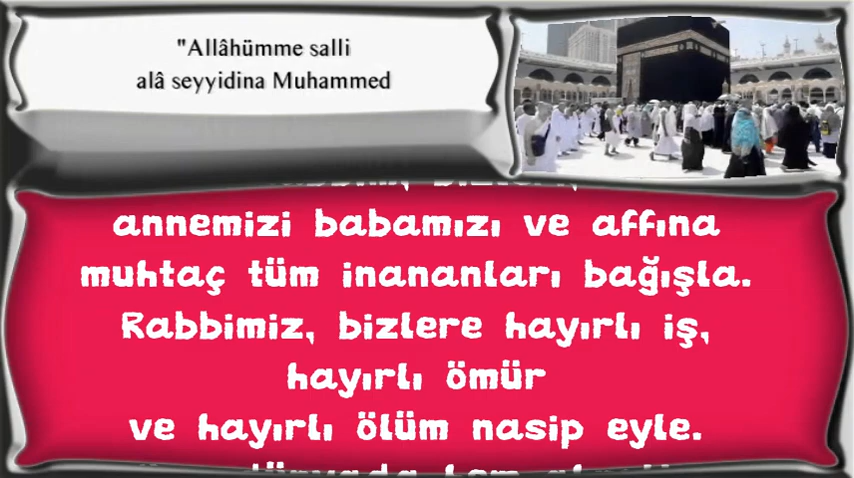 "Allâhümme salli
alâ seyyidina Muhammed
annemizi babamızı ve affına
muhtaç tüm inananları bağışla.
Rabbimiz, bizlere hayırlı iş,
hayırlı ömür
ve hayırlı ölüm nasip eyle.